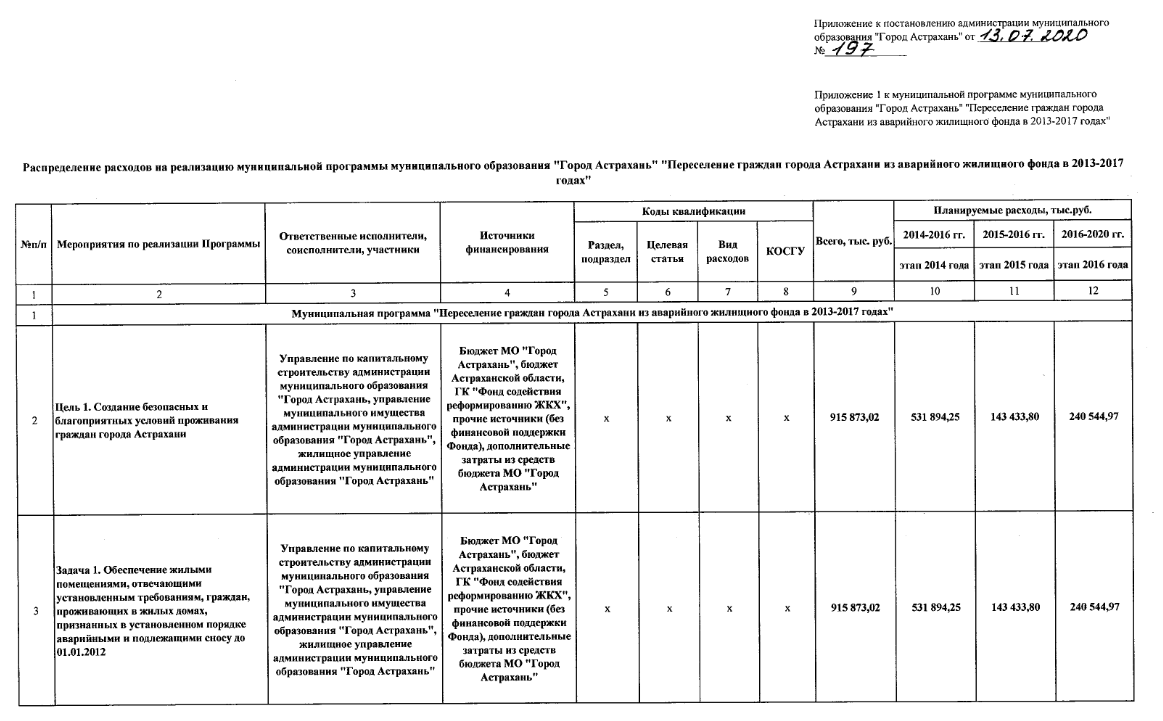 Приложение к постановлению администрации муниципального
образования "Город Астрахань" от 13.07.2020
№ 197
Приложение 1 к муниципальной программе муниципального
образования "Город Астрахань" "Переселение граждан города
Астрахани из аварийного жилищного фонда в 2013-2017 годах"
Распределение расходов на реализацию муниципальной программы муниципального образования "Город Астрахань" "Переселение граждан города Астрахани из аварийного жилищного фонда в 2013-2017
годах"
№п/п
Мероприятия по реализации Программы
Ответственные исполнители,
соисполнители, участники
Источники
финансирования
Коды квалификации
Раздел,
подраздел
Целевая
статья
Вид
расходов
КОСГУ
Всего, тыс. руб.
Планируемые расходы, тыс.руб.
2014-2016 гг.
2015-2016 гг.
2016-2020 гг.
этап 2014 года
этап 2015 года
этап 2016 года
1 2 3 4 5 6 7 8 9 10 11 12
1 Муниципальная программа "Переселение граждан города Астрахани из аварийного жилищного фонда в 2013-2017 годах"
2
Цель 1. Создание безопасных и
благоприятных условий проживания
граждан города Астрахани
Управление по капитальному
строительству администрации
муниципального образования
"Город Астрахань, управление
муниципального имущества
администрации муниципального
образования "Город Астрахань",
жилищное управление
администрации муниципального
образования "Город Астрахань"
Бюджет МО "Город
Астрахань", бюджет
Астраханской области,
ГК "Фонд содействия
реформированию ЖКХ",
прочие источники (без
финансовой поддержки
Фонда), дополнительные
затраты из средств
бюджета МО "Город
Астрахань"
х х х х 915 873,02 531 894,25 143 433,80 240 544,97
3
Задача 1. Обеспечение жилыми
помещениями, отвечающими
установленным требованиям, граждан,
проживающих в жилых домах,
признанных в установленном порядке
аварийными и подлежащими сносу до
01.01.2012
Управление по капитальному
строительству администрации
муниципального образования
"Город Астрахань, управление
муниципального имущества
администрации муниципального
образования "Город Астрахань",
жилищное управление
администрации муниципального
образования "Город Астрахань"
Бюджет МО "Город
Астрахань", бюджет
Астраханской области,
ГК "Фонд содействия
реформированию ЖКХ",
прочие источники (без
финансовой поддержки
Фонда), дополнительные
затраты из средств
бюджета МО "Город
Астрахань"
х х х х 915 873,02 531 894,25 143 433,80 240 544,97